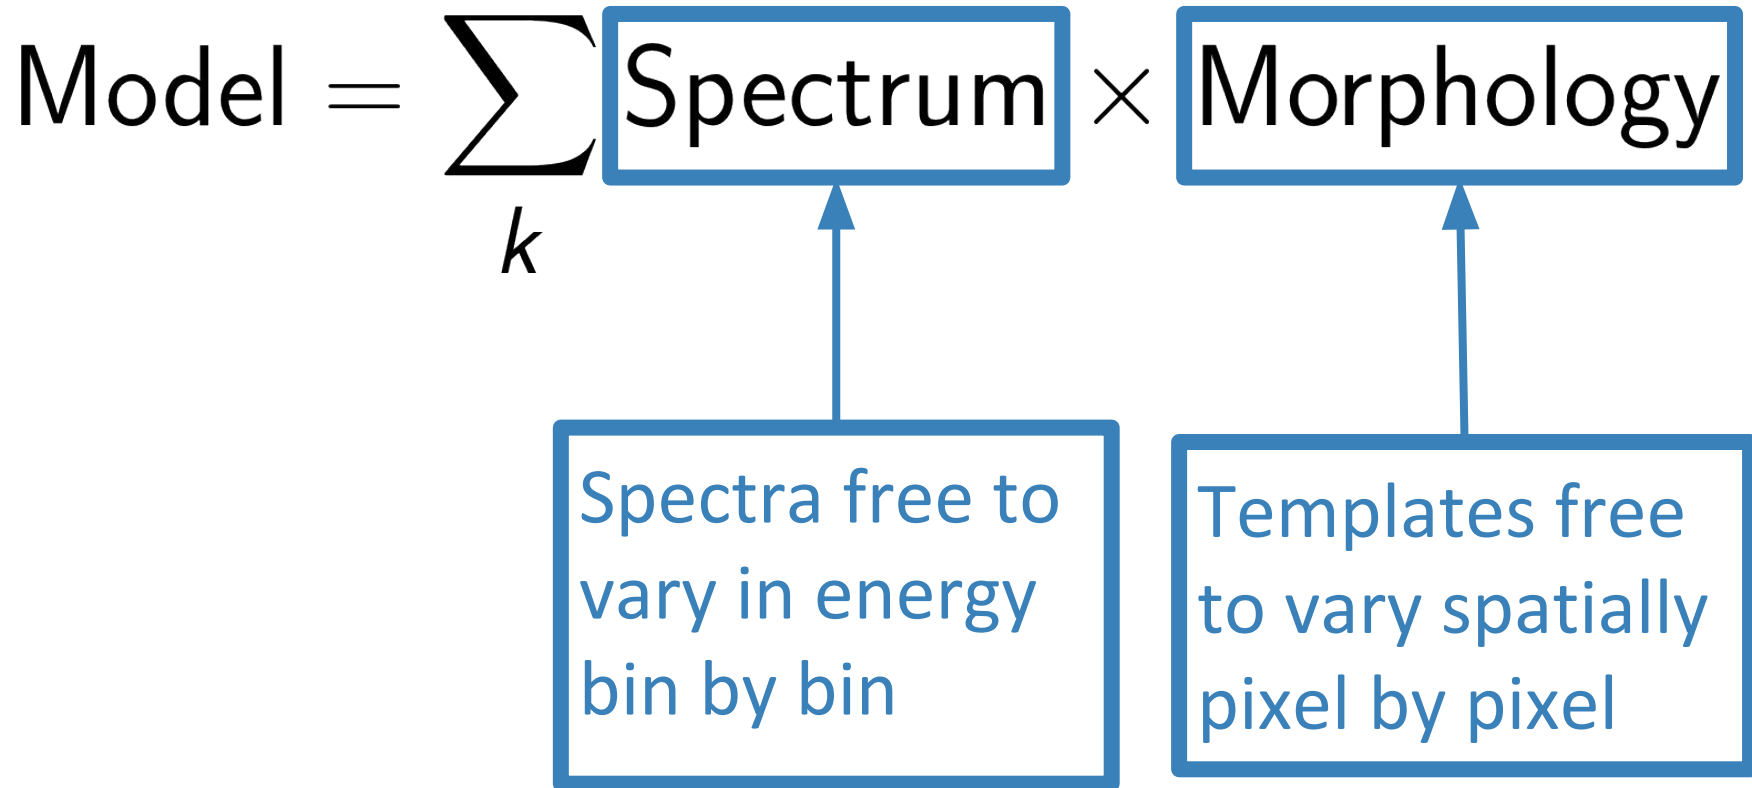 Model = ∑ Spectrum × Morphology
k
Spectra free to
vary in energy
bin by bin
Templates free
to vary spatially
pixel by pixel